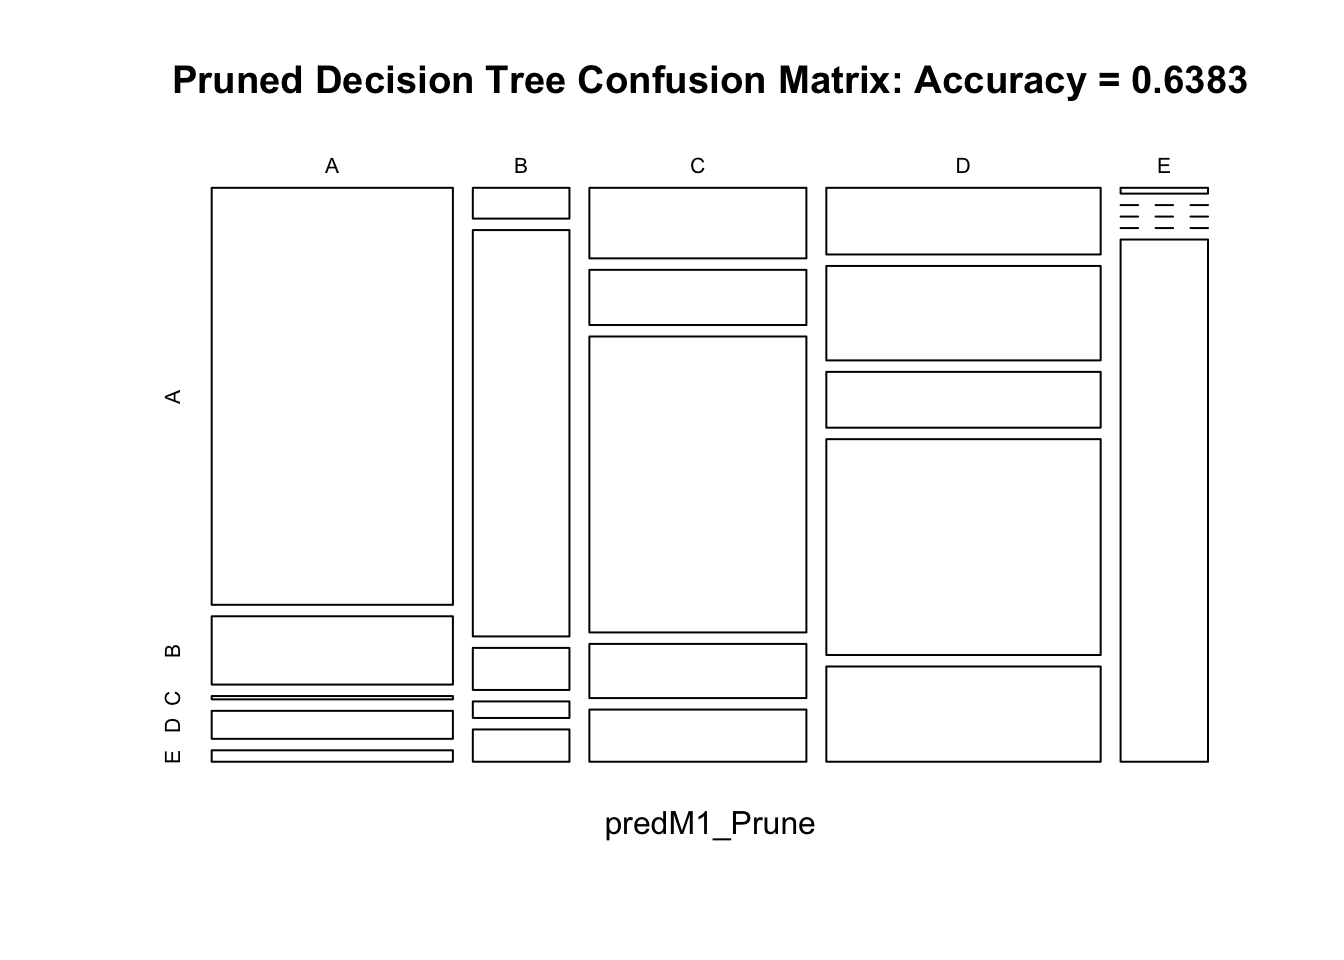 Pruned Decision Tree Confusion Matrix: Accuracy = 0.6383
A B C D E
A
B
C
D
E
predM1_Prune